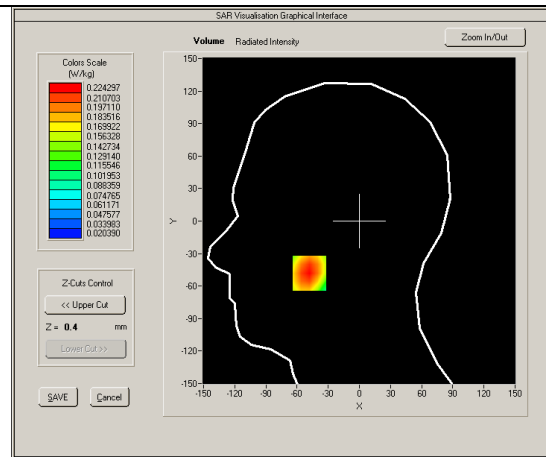 SAR Visualisation Graphical Interface
Volume Radiated Intensity
Zoom In/Out
Colors Scale
(W/kg)
0.224297
0.210703
0.197110
0.183516
0.169922
0.156328
0.142734
0.129140
0.115546
0.101953
0.088359
0.074765
0.061171
0.047577
0.033983
0.020390
Z-Cuts Control
<< Upper Cut
Z = 0.4 mm
Lower Cut >>
SAVE Cancel
150
120
90
60
30
0
-30
-60
-90
-120
-150
Y
-150 -120 -90 -60 -30 0 30 60 90 120 150
X